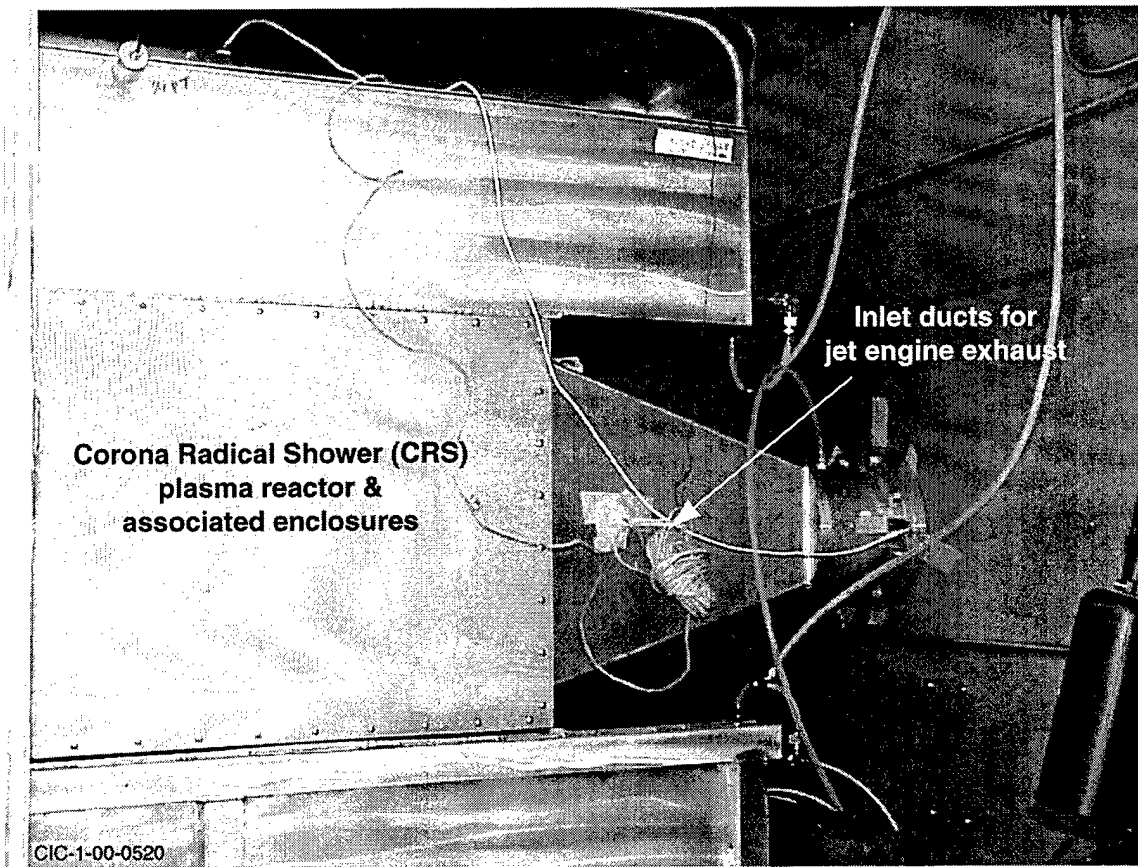 Inlet ducts for
jet engine exhaust
Corona Radical Shower (CRS)
plasma reactor &
associated enclosures
CIC-1-00-0520